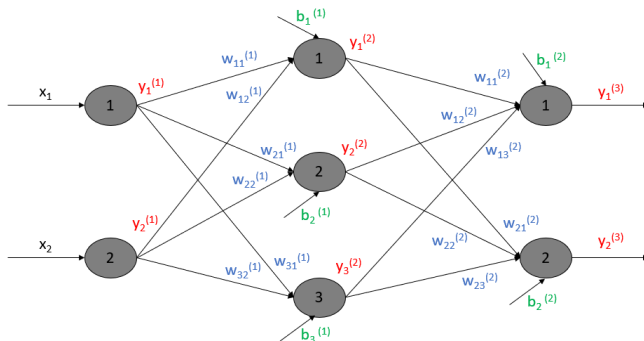 b₁⁽¹⁾
y₁⁽²⁾
1
w₁₁⁽¹⁾
w₁₂⁽¹⁾
b₁⁽²⁾
w₁₁⁽²⁾
w₁₂⁽²⁾
w₁₃⁽²⁾
x₁
y₁⁽¹⁾
1
1
y₁⁽³⁾
w₂₁⁽¹⁾
w₂₂⁽¹⁾
y₂⁽²⁾
2
b₂⁽¹⁾
x₂
y₂⁽¹⁾
2
w₂₁⁽²⁾
w₂₂⁽²⁾
w₂₃⁽²⁾
2
y₂⁽³⁾
b₂⁽²⁾
w₃₁⁽¹⁾
w₃₂⁽¹⁾
y₃⁽²⁾
3
b₃⁽¹⁾